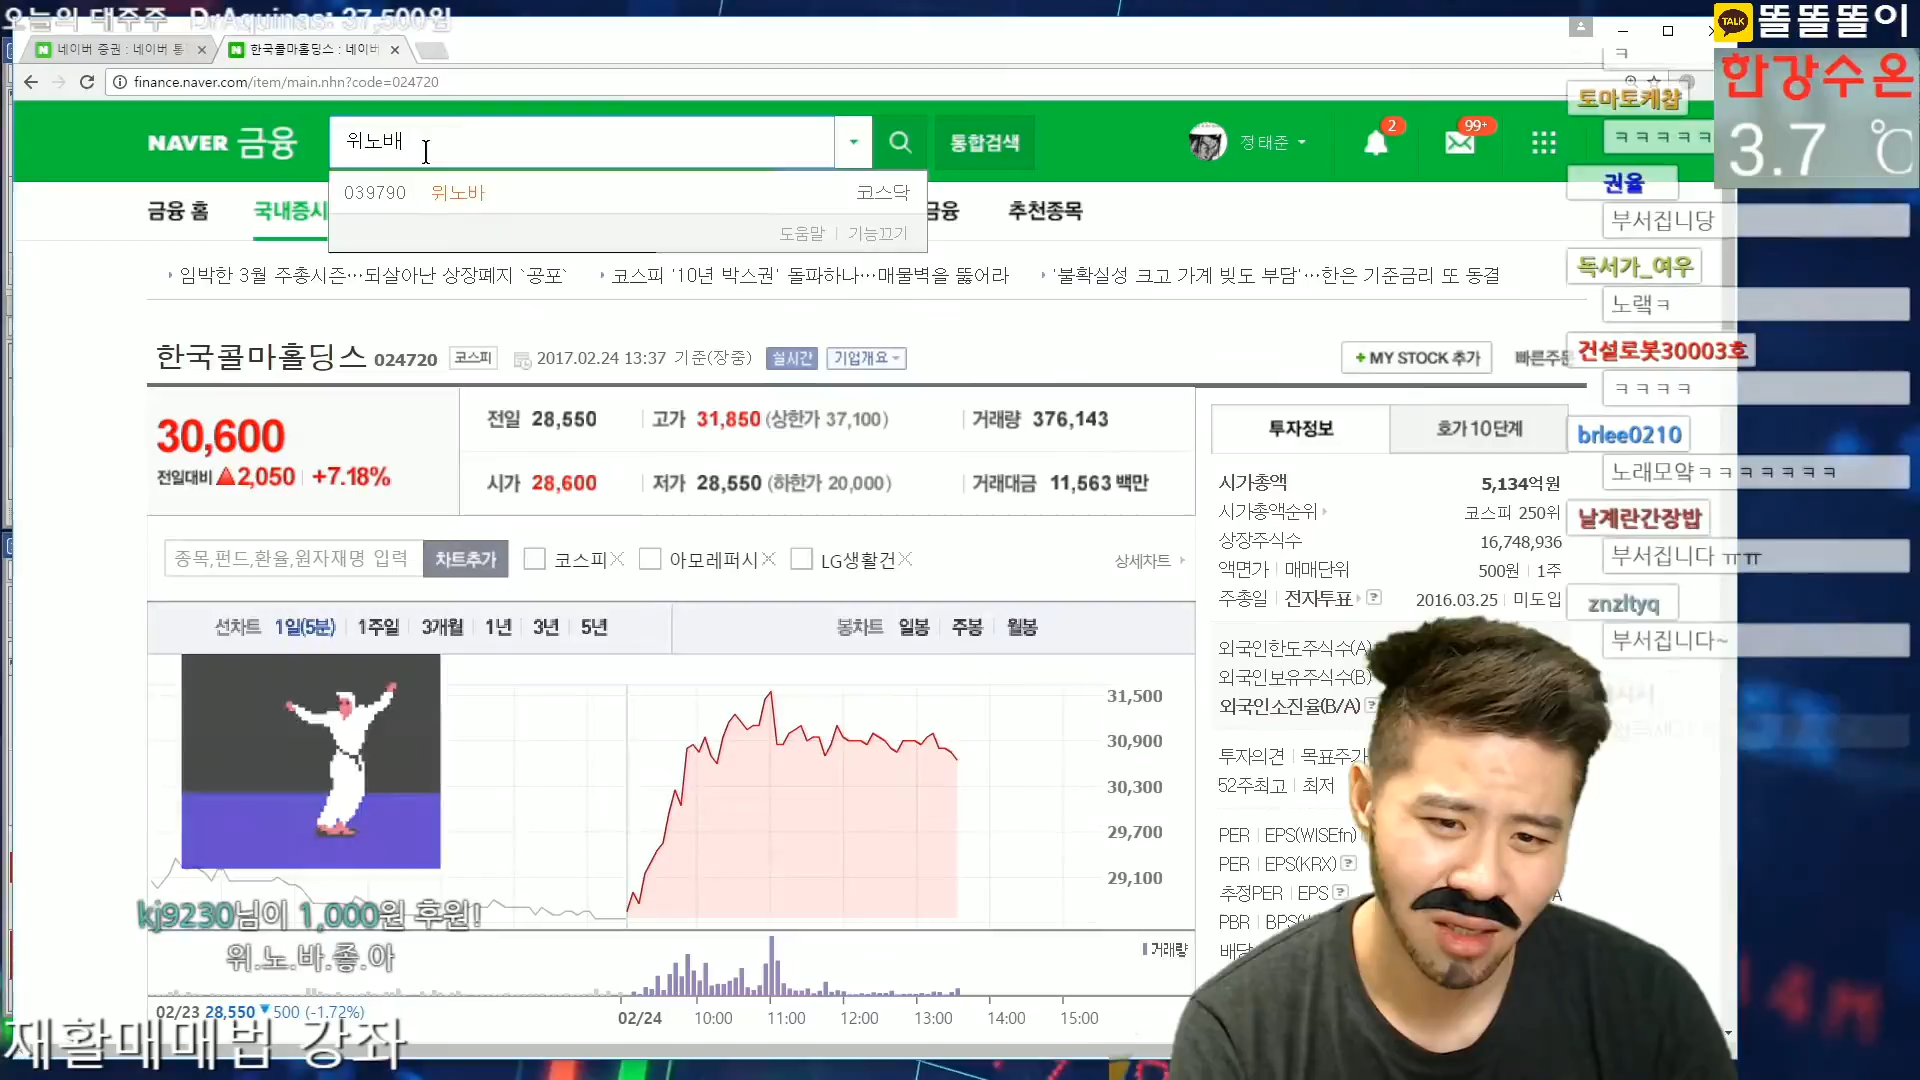 오늘의 대주주 DrAquinas: 37,500원
네이버 증권 : 네이버 통
한국콜마홀딩스 : 네이버
finance.naver.com/item/main.nhn?code=024720
TALK 똘똘똘이
한강수온
3.7 ℃
NAVER 금융
위노배
통합검색
정태준
2
99+
039790 위노바 코스닥
도움말 | 기능끄기
금융 홈 국내증시 금융 추천종목
임박한 3월 주총시즌…되살아난 상장폐지 `공포`
코스피 '10년 박스권' 돌파하나…매물벽을 뚫어라
'불확실성 크고 가계 빚도 부담'…한은 기준금리 또 동결
한국콜마홀딩스 024720 코스피 2017.02.24 13:37 기준(장중) 실시간 기업개요
+ MY STOCK 추가 빠른주문
30,600
전일대비 ▲2,050 | +7.18%
전일 28,550 고가 31,850 (상한가 37,100) 거래량 376,143
시가 28,600 저가 28,550 (하한가 20,000) 거래대금 11,563 백만
종목,펀드,환율,원자재명 입력 차트추가 코스피 아모레퍼시 LG생활건 상세차트
선차트 1일(5분) 1주일 3개월 1년 3년 5년
봉차트 일봉 주봉 월봉
31,500
30,900
30,300
29,700
29,100
거래량
02/23 28,550 ▼500 (-1.72%)
02/24 10:00 11:00 12:00 13:00 14:00 15:00
투자정보 호가 10단계
시가총액 5,134억원
시가총액순위 코스피 250위
상장주식수 16,748,936
액면가 | 매매단위 500원 | 1주
주총일 | 전자투표 ? 2016.03.25 | 미도입
외국인한도주식수(A)
외국인보유주식수(B)
외국인소진율(B/A) ?
투자의견 | 목표주가
52주최고 | 최저
PER | EPS(WISEfn)
PER | EPS(KRX) ?
추정PER | EPS ?
PBR | BPS
배당
ㅋ
토마토케챱
ㅋㅋㅋㅋㅋ
권율
부서집니당
독서가_여우
노랰ㅋ
건설로봇30003호
ㅋㅋㅋㅋ
brlee0210
노래모얔ㅋㅋㅋㅋㅋㅋㅋ
날계란간장밥
부서집니다 ㅠㅠ
znzltyq
부서집니다~
kj9230님이 1,000원 후원!
위.노.바.좋.아
재활매매법 강좌